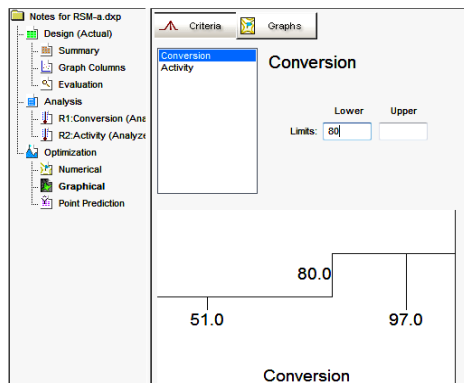 Notes for RSM-a.dxp
Design (Actual)
Summary
Graph Columns
Evaluation
Analysis
R1:Conversion (Ana
R2:Activity (Analyze
Optimization
Numerical
Graphical
Point Prediction
Criteria
Graphs
Conversion
Activity
Conversion
Lower Upper
Limits: 80
80.0
51.0 97.0
Conversion